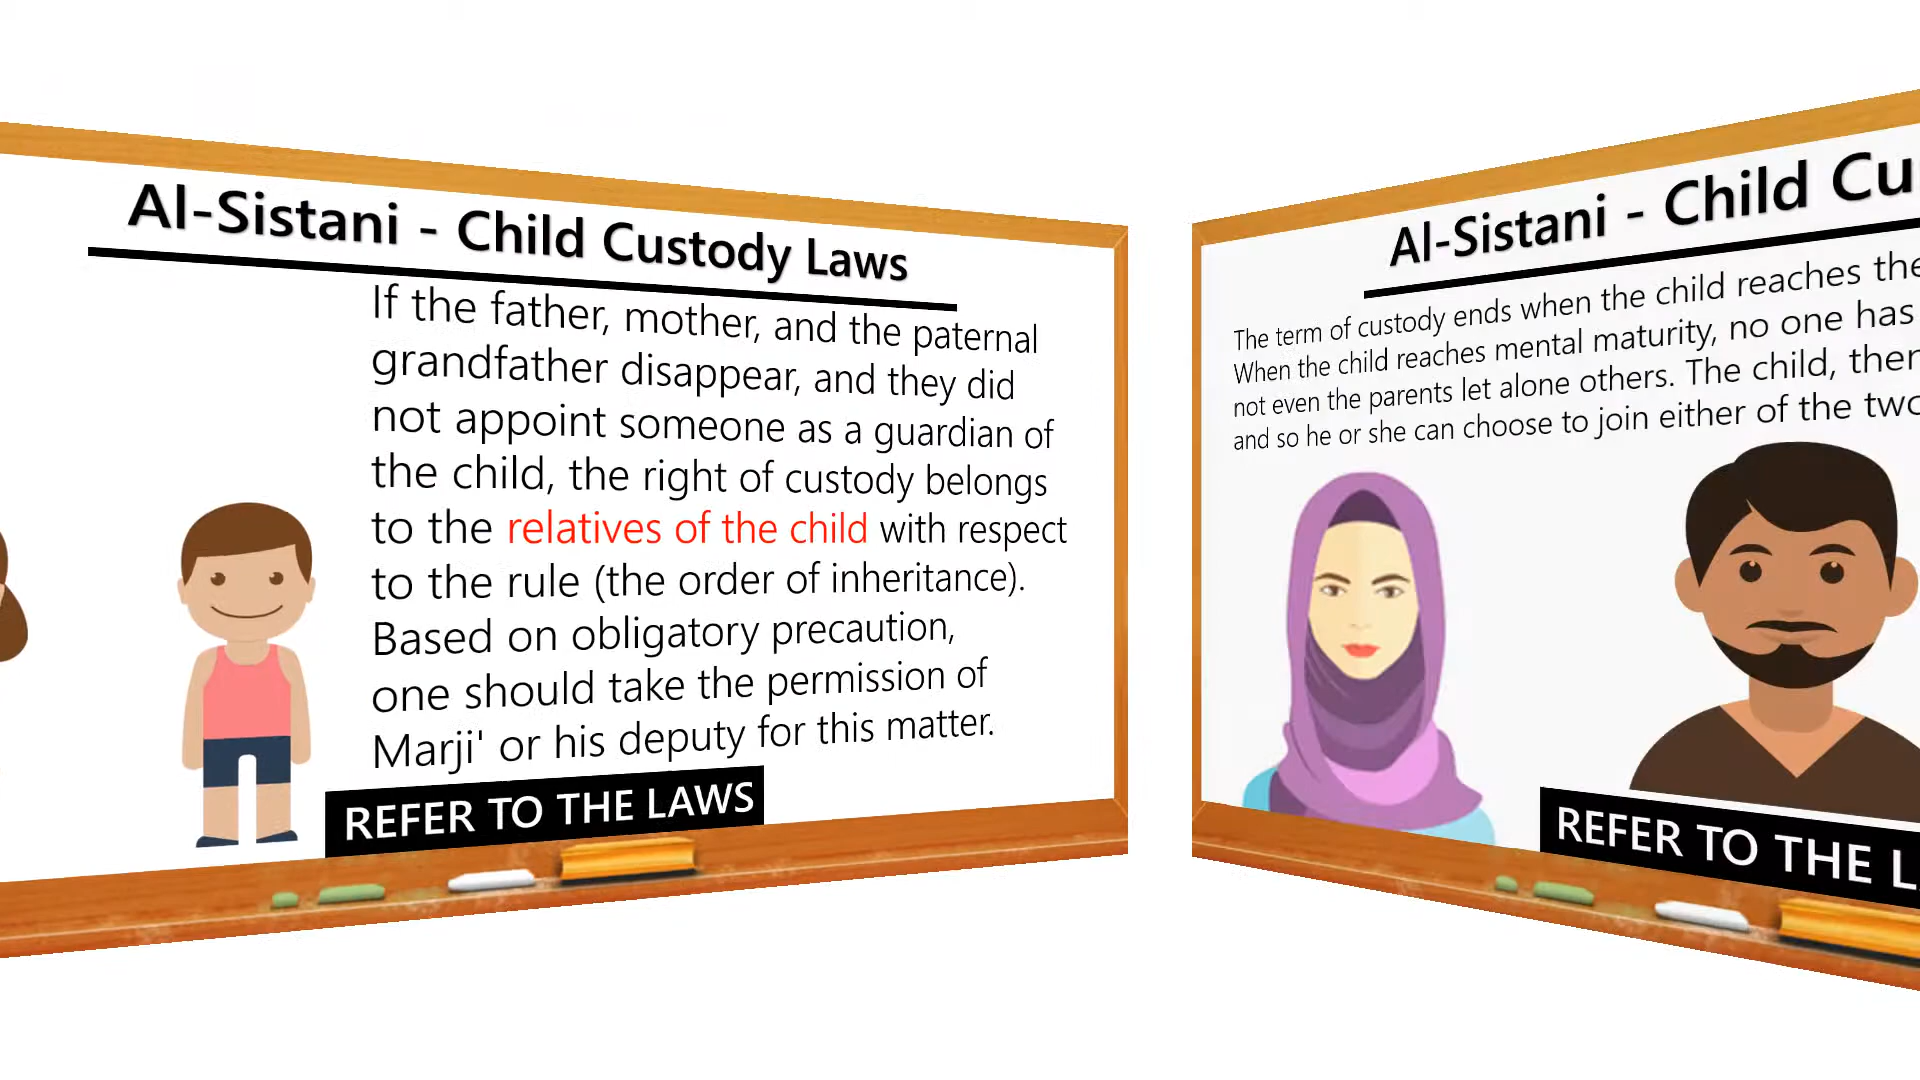 Al-Sistani - Child Custody Laws
If the father, mother, and the paternal
grandfather disappear, and they did
not appoint someone as a guardian of
the child, the right of custody belongs
to the relatives of the child with respect
to the rule (the order of inheritance).
Based on obligatory precaution,
one should take the permission of
Marji' or his deputy for this matter.
REFER TO THE LAWS
Al-Sistani - Child Cu
The term of custody ends when the child reaches the
When the child reaches mental maturity, no one has
not even the parents let alone others. The child, then
and so he or she can choose to join either of the two
REFER TO THE L